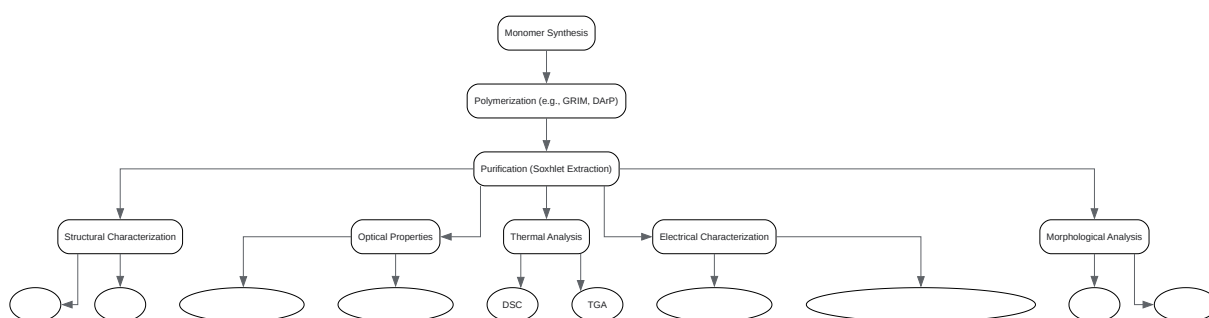 Monomer Synthesis
Polymerization (e.g., GRIM, DArP)
Purification (Soxhlet Extraction)
Structural Characterization
Optical Properties
Thermal Analysis
Electrical Characterization
Morphological Analysis
DSC
TGA